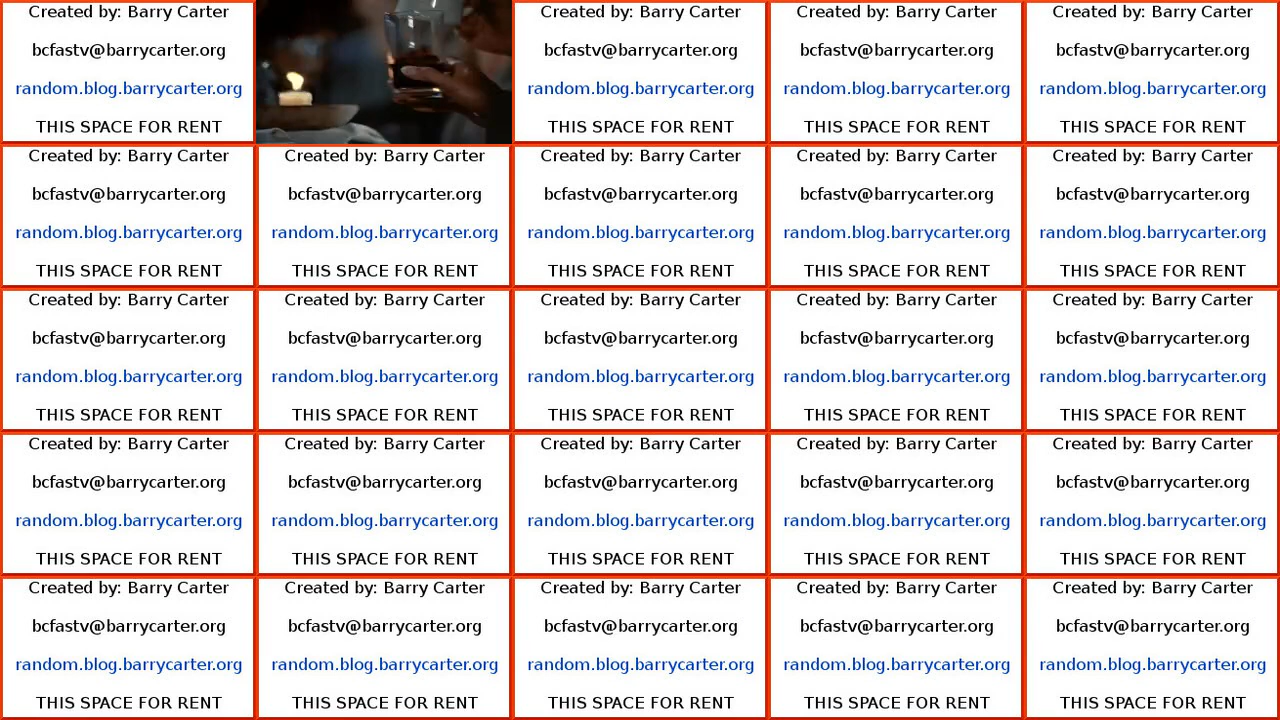 Created by: Barry Carter
bcfastv@barrycarter.org
random.blog.barrycarter.org
THIS SPACE FOR RENT
Created by: Barry Carter
bcfastv@barrycarter.org
random.blog.barrycarter.org
THIS SPACE FOR RENT
Created by: Barry Carter
bcfastv@barrycarter.org
random.blog.barrycarter.org
THIS SPACE FOR RENT
Created by: Barry Carter
bcfastv@barrycarter.org
random.blog.barrycarter.org
THIS SPACE FOR RENT
Created by: Barry Carter
bcfastv@barrycarter.org
random.blog.barrycarter.org
THIS SPACE FOR RENT
Created by: Barry Carter
bcfastv@barrycarter.org
random.blog.barrycarter.org
THIS SPACE FOR RENT
Created by: Barry Carter
bcfastv@barrycarter.org
random.blog.barrycarter.org
THIS SPACE FOR RENT
Created by: Barry Carter
bcfastv@barrycarter.org
random.blog.barrycarter.org
THIS SPACE FOR RENT
Created by: Barry Carter
bcfastv@barrycarter.org
random.blog.barrycarter.org
THIS SPACE FOR RENT
Created by: Barry Carter
bcfastv@barrycarter.org
random.blog.barrycarter.org
THIS SPACE FOR RENT
Created by: Barry Carter
bcfastv@barrycarter.org
random.blog.barrycarter.org
THIS SPACE FOR RENT
Created by: Barry Carter
bcfastv@barrycarter.org
random.blog.barrycarter.org
THIS SPACE FOR RENT
Created by: Barry Carter
bcfastv@barrycarter.org
random.blog.barrycarter.org
THIS SPACE FOR RENT
Created by: Barry Carter
bcfastv@barrycarter.org
random.blog.barrycarter.org
THIS SPACE FOR RENT
Created by: Barry Carter
bcfastv@barrycarter.org
random.blog.barrycarter.org
THIS SPACE FOR RENT
Created by: Barry Carter
bcfastv@barrycarter.org
random.blog.barrycarter.org
THIS SPACE FOR RENT
Created by: Barry Carter
bcfastv@barrycarter.org
random.blog.barrycarter.org
THIS SPACE FOR RENT
Created by: Barry Carter
bcfastv@barrycarter.org
random.blog.barrycarter.org
THIS SPACE FOR RENT
Created by: Barry Carter
bcfastv@barrycarter.org
random.blog.barrycarter.org
THIS SPACE FOR RENT
Created by: Barry Carter
bcfastv@barrycarter.org
random.blog.barrycarter.org
THIS SPACE FOR RENT
Created by: Barry Carter
bcfastv@barrycarter.org
random.blog.barrycarter.org
THIS SPACE FOR RENT
Created by: Barry Carter
bcfastv@barrycarter.org
random.blog.barrycarter.org
THIS SPACE FOR RENT
Created by: Barry Carter
bcfastv@barrycarter.org
random.blog.barrycarter.org
THIS SPACE FOR RENT
Created by: Barry Carter
bcfastv@barrycarter.org
random.blog.barrycarter.org
THIS SPACE FOR RENT